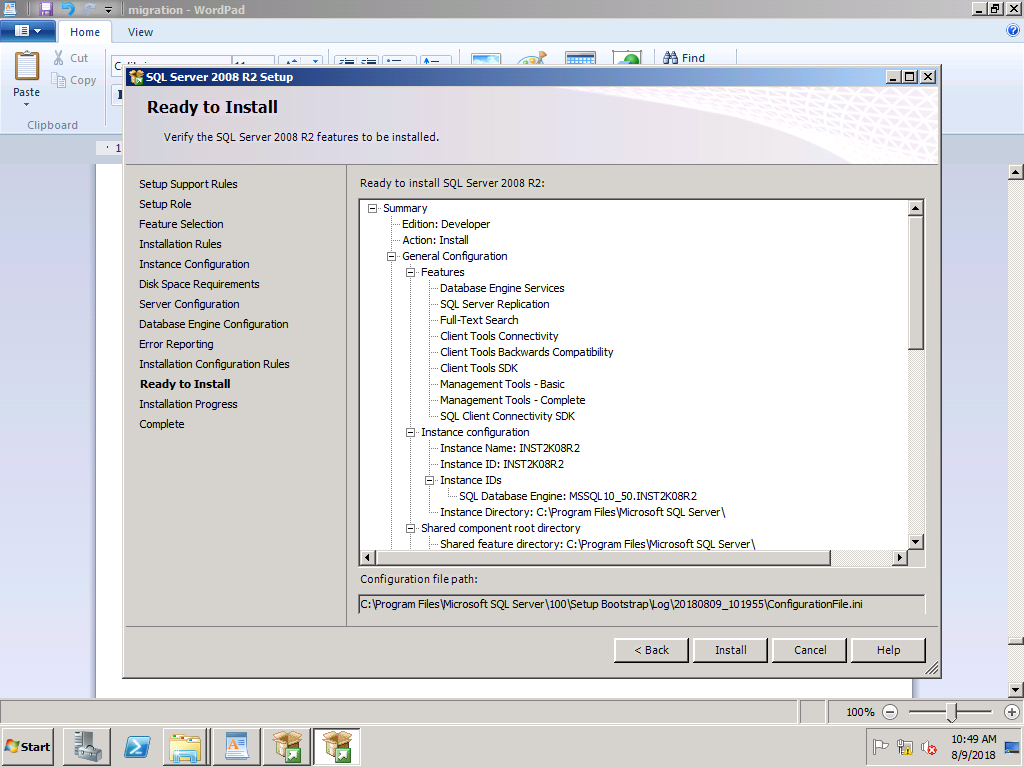 migration - WordPad
Home
View
Paste
Cut
Copy
Clipboard
Find
SQL Server 2008 R2 Setup
Ready to Install
Verify the SQL Server 2008 R2 features to be installed.
Setup Support Rules
Setup Role
Feature Selection
Installation Rules
Instance Configuration
Disk Space Requirements
Server Configuration
Database Engine Configuration
Error Reporting
Installation Configuration Rules
Ready to Install
Installation Progress
Complete
Ready to install SQL Server 2008 R2:
Summary
Edition: Developer
Action: Install
General Configuration
Features
Database Engine Services
SQL Server Replication
Full-Text Search
Client Tools Connectivity
Client Tools Backwards Compatibility
Client Tools SDK
Management Tools - Basic
Management Tools - Complete
SQL Client Connectivity SDK
Instance configuration
Instance Name: INST2K08R2
Instance ID: INST2K08R2
Instance IDs
SQL Database Engine: MSSQL10_50.INST2K08R2
Instance Directory: C:\Program Files\Microsoft SQL Server\
Shared component root directory
Shared feature directory: C:\Program Files\Microsoft SQL Server\
Configuration file path:
C:\Program Files\Microsoft SQL Server\100\Setup Bootstrap\Log\20180809_101955\ConfigurationFile.ini
< Back
Install
Cancel
Help
100%
Start
10:49 AM
8/9/2018